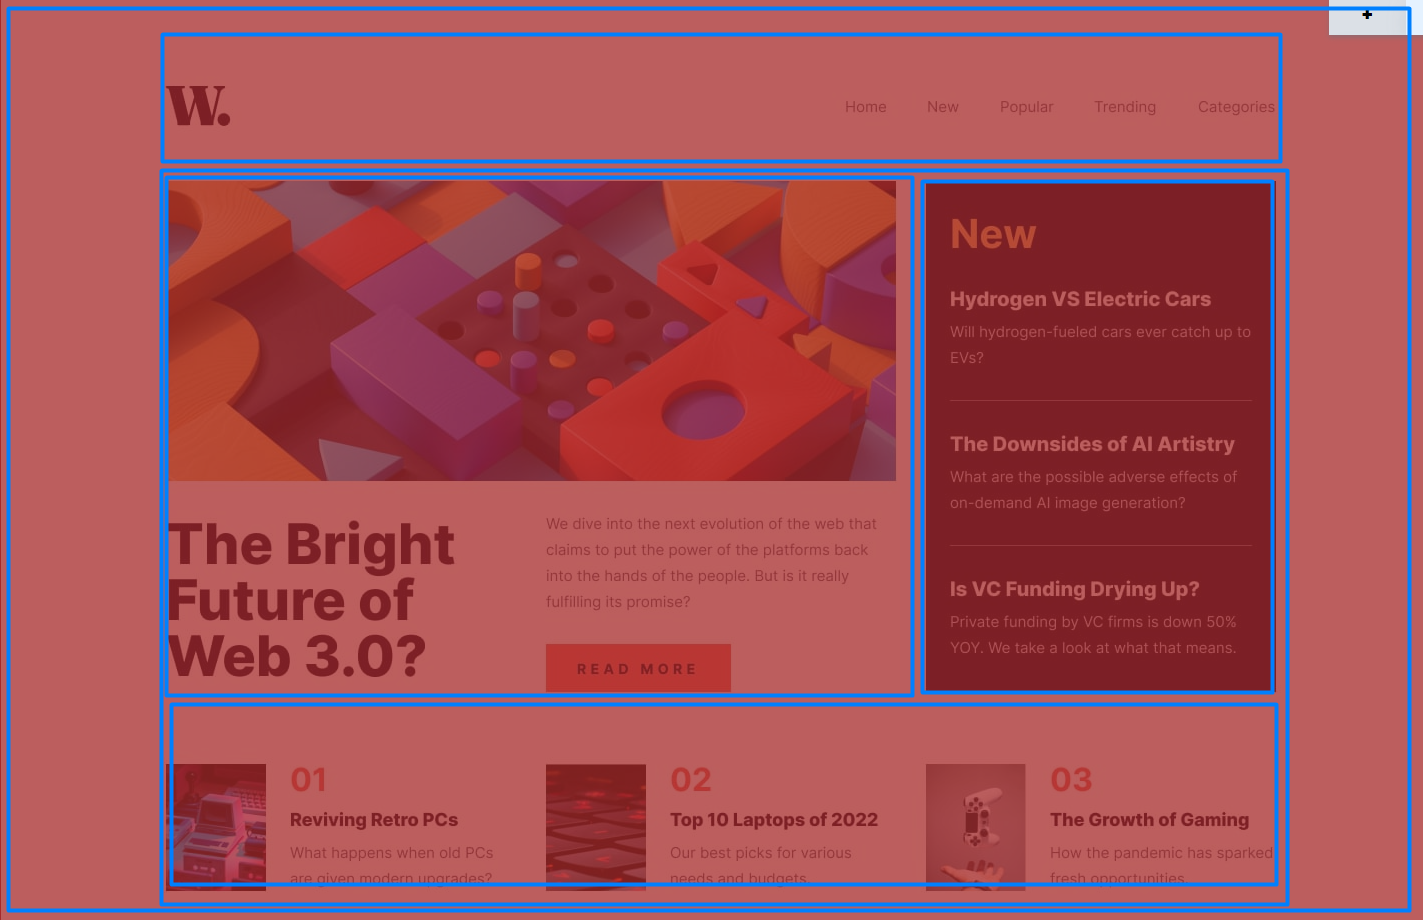 W.
Home New Popular Trending Categories
New
Hydrogen VS Electric Cars
Will hydrogen-fueled cars ever catch up to
EVs?
The Downsides of AI Artistry
What are the possible adverse effects of
on-demand AI image generation?
Is VC Funding Drying Up?
Private funding by VC firms is down 50%
YOY. We take a look at what that means.
The Bright
Future of
Web 3.0?
We dive into the next evolution of the web that
claims to put the power of the platforms back
into the hands of the people. But is it really
fulfilling its promise?
READ MORE
01
Reviving Retro PCs
What happens when old PCs
are given modern upgrades?
02
Top 10 Laptops of 2022
Our best picks for various
needs and budgets.
03
The Growth of Gaming
How the pandemic has sparked
fresh opportunities.